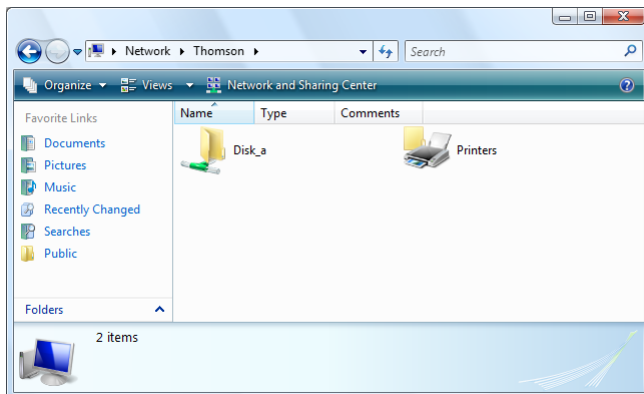 Network Thomson Search
Organize Views Network and Sharing Center
Favorite Links
Name Type Comments
Documents
Pictures
Music
Recently Changed
Searches
Public
Disk_a Printers
Folders
2 items